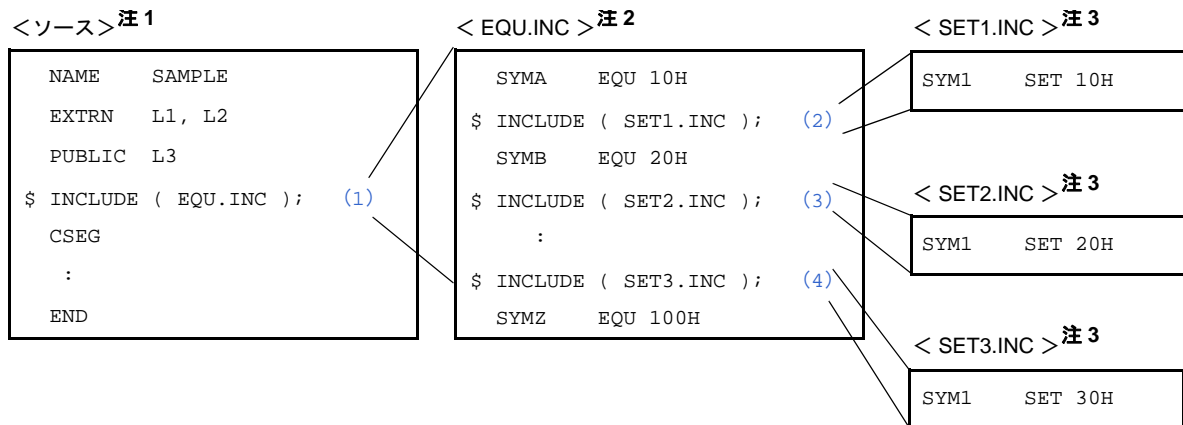 <ソース>注 1
NAME SAMPLE
EXTRN L1, L2
PUBLIC L3
$ INCLUDE ( EQU.INC ); (1)
CSEG
:
END
< EQU.INC >注 2
SYMA EQU 10H
$ INCLUDE ( SET1.INC ); (2)
SYMB EQU 20H
$ INCLUDE ( SET2.INC ); (3)
:
$ INCLUDE ( SET3.INC ); (4)
SYMZ EQU 100H
< SET1.INC >注 3
SYM1 SET 10H
< SET2.INC >注 3
SYM1 SET 20H
< SET3.INC >注 3
SYM1 SET 30H